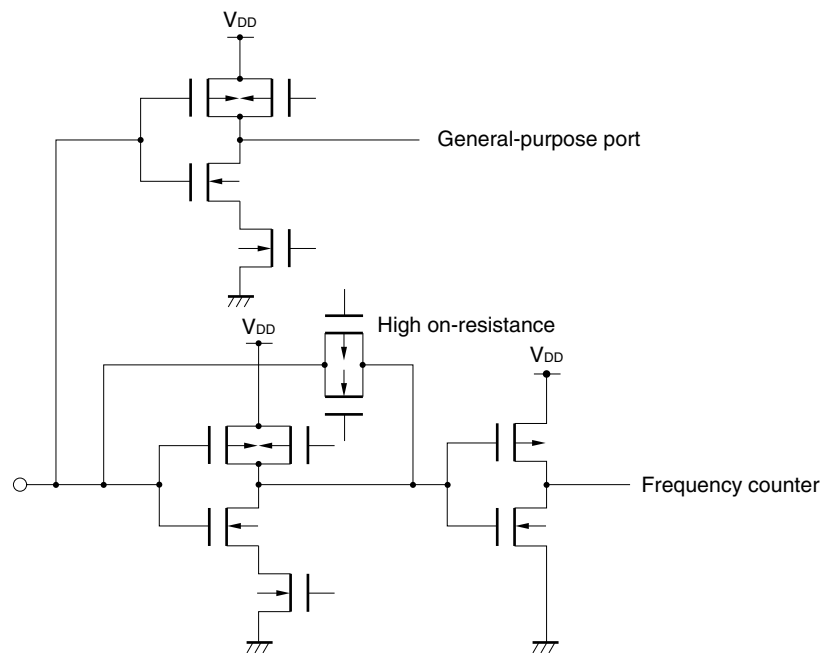 VDD
General-purpose port
VDD
High on-resistance
VDD
Frequency counter